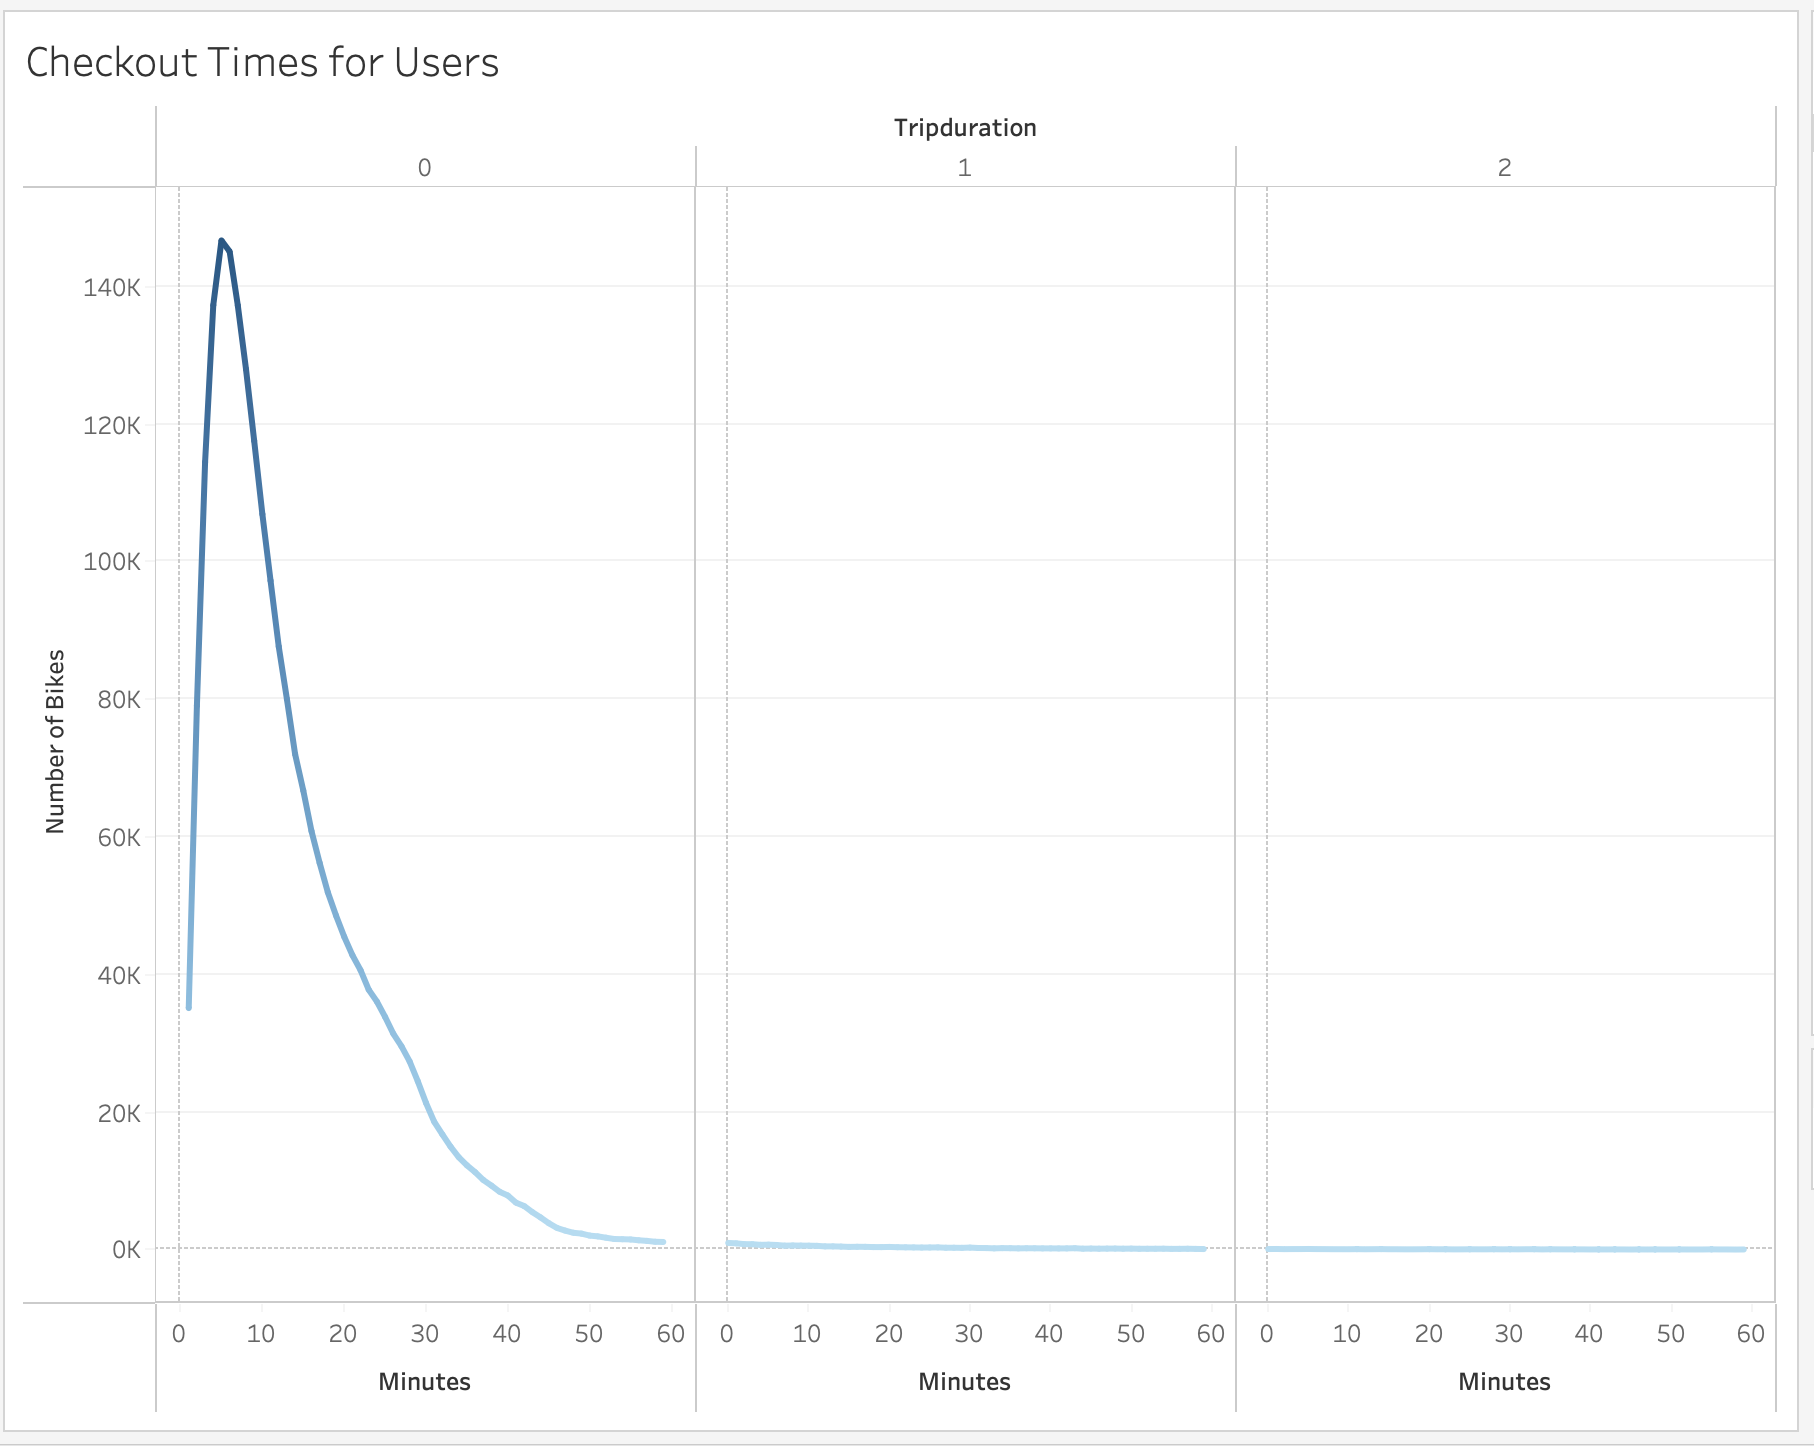 Checkout Times for Users
Tripduration
0 1 2
140K
120K
100K
80K
60K
40K
20K
0K
Number of Bikes
0 10 20 30 40 50 60 0 10 20 30 40 50 60 0 10 20 30 40 50 60
Minutes Minutes Minutes